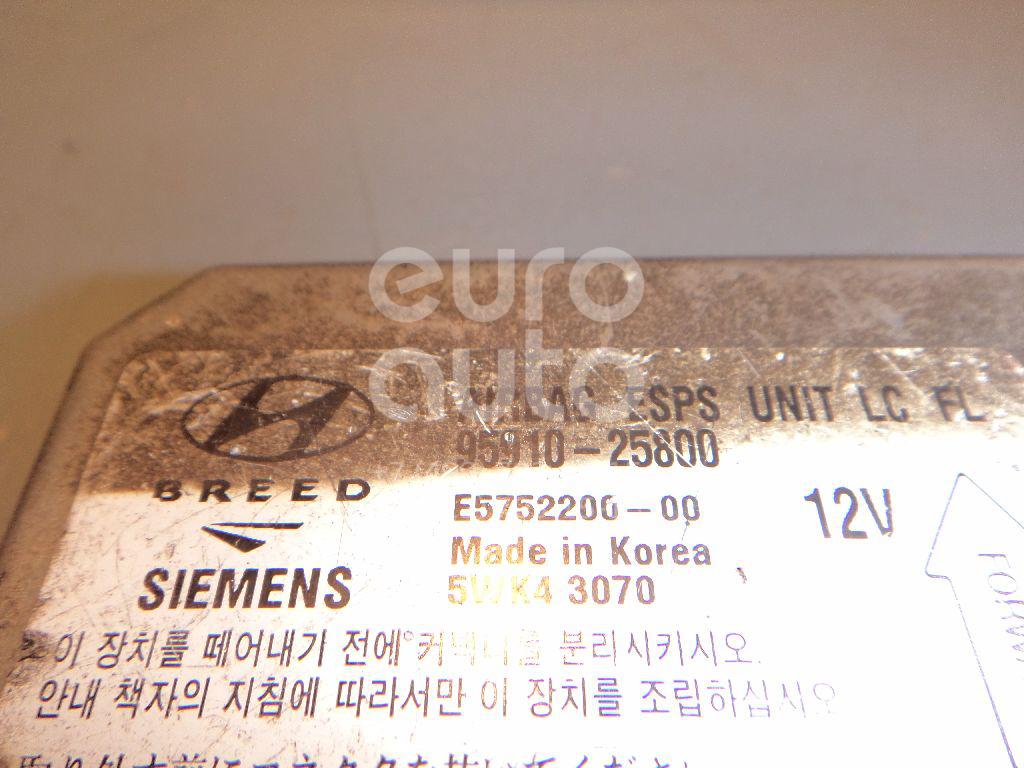 euro
auto
AIRBAG ESPS UNIT LC FL
95910-25800
BREED
E5752200-00
12V
Made in Korea
SIEMENS
5WK4 3070
이 장치를 떼어내기 전에 커넥터를 분리시키시오.
안내 책자의 지침에 따라서만 이 장치를 조립하십시오